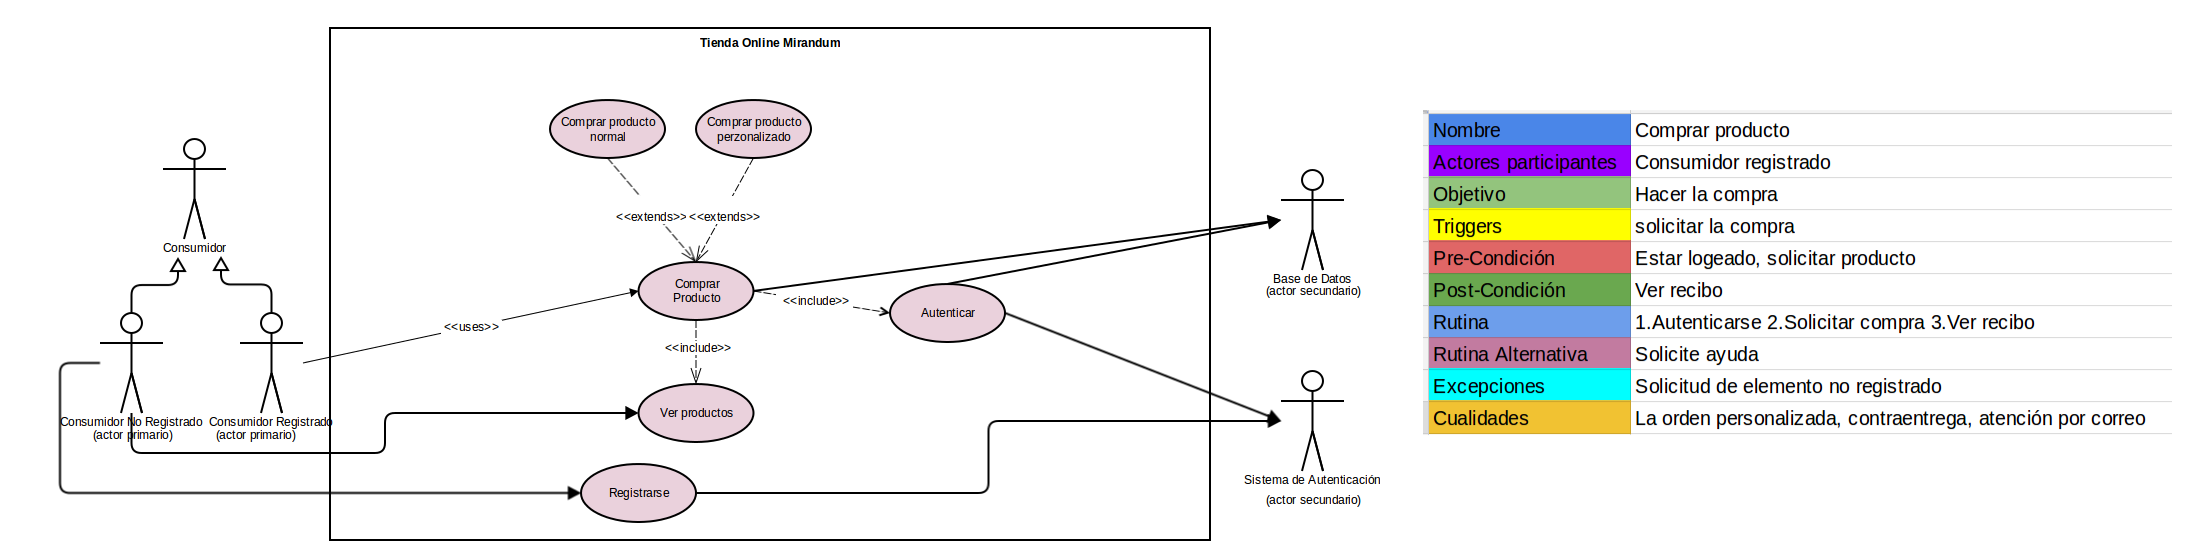 Tienda Online Mirandum
Comprar producto
normal
Comprar producto
perzonalizado
<<extends>>
<<extends>>
Consumidor
Comprar
Producto
<<include>>
Autenticar
<<uses>>
<<include>>
Ver productos
Registrarse
Consumidor No Registrado
(actor primario)
Consumidor Registrado
(actor primario)
Base de Datos
(actor secundario)
Sistema de Autenticación
(actor secundario)
Nombre Comprar producto
Actores participantes Consumidor registrado
Objetivo Hacer la compra
Triggers solicitar la compra
Pre-Condición Estar logeado, solicitar producto
Post-Condición Ver recibo
Rutina 1.Autenticarse 2.Solicitar compra 3.Ver recibo
Rutina Alternativa Solicite ayuda
Excepciones Solicitud de elemento no registrado
Cualidades La orden personalizada, contraentrega, atención por correo